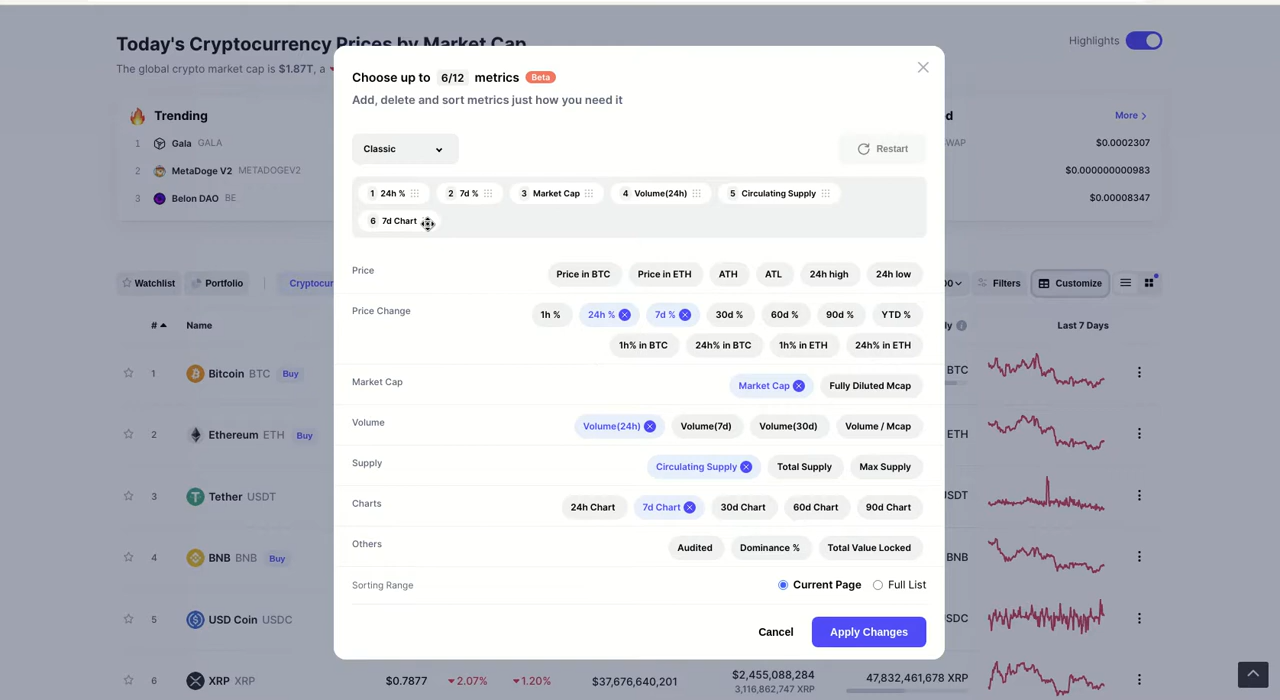 Today's Cryptocurrency Prices by Market Cap
Highlights
The global crypto market cap is $1.87T, a
Choose up to 6/12 metrics Beta
Add, delete and sort metrics just how you need it
Trending
More
1 Gala GALA
$0.0002307
2 MetaDoge V2 METADOGEV2
$0.000000000983
3 Belon DAO BE
$0.00008347
Classic
Restart
1 24h % 2 7d % 3 Market Cap 4 Volume(24h) 5 Circulating Supply
6 7d Chart
Price
Price in BTC Price in ETH ATH ATL 24h high 24h low
Watchlist Portfolio
Filters Customize
Price Change
1h % 24h % 7d % 30d % 60d % 90d % YTD %
1h% in BTC 24h% in BTC 1h% in ETH 24h% in ETH
# Name
Last 7 Days
Market Cap
Market Cap Fully Diluted Mcap
1 Bitcoin BTC Buy
BTC
Volume
Volume(24h) Volume(7d) Volume(30d) Volume / Mcap
2 Ethereum ETH Buy
ETH
Supply
Circulating Supply Total Supply Max Supply
3 Tether USDT
Charts
24h Chart 7d Chart 30d Chart 60d Chart 90d Chart
Others
Audited Dominance % Total Value Locked
4 BNB BNB Buy
BNB
Sorting Range
Current Page Full List
5 USD Coin USDC
Cancel Apply Changes
6 XRP XRP
$0.7877 2.07% 1.20% $37,676,640,201 $2,455,088,284 47,832,461,678 XRP
3,116,862,747 XRP